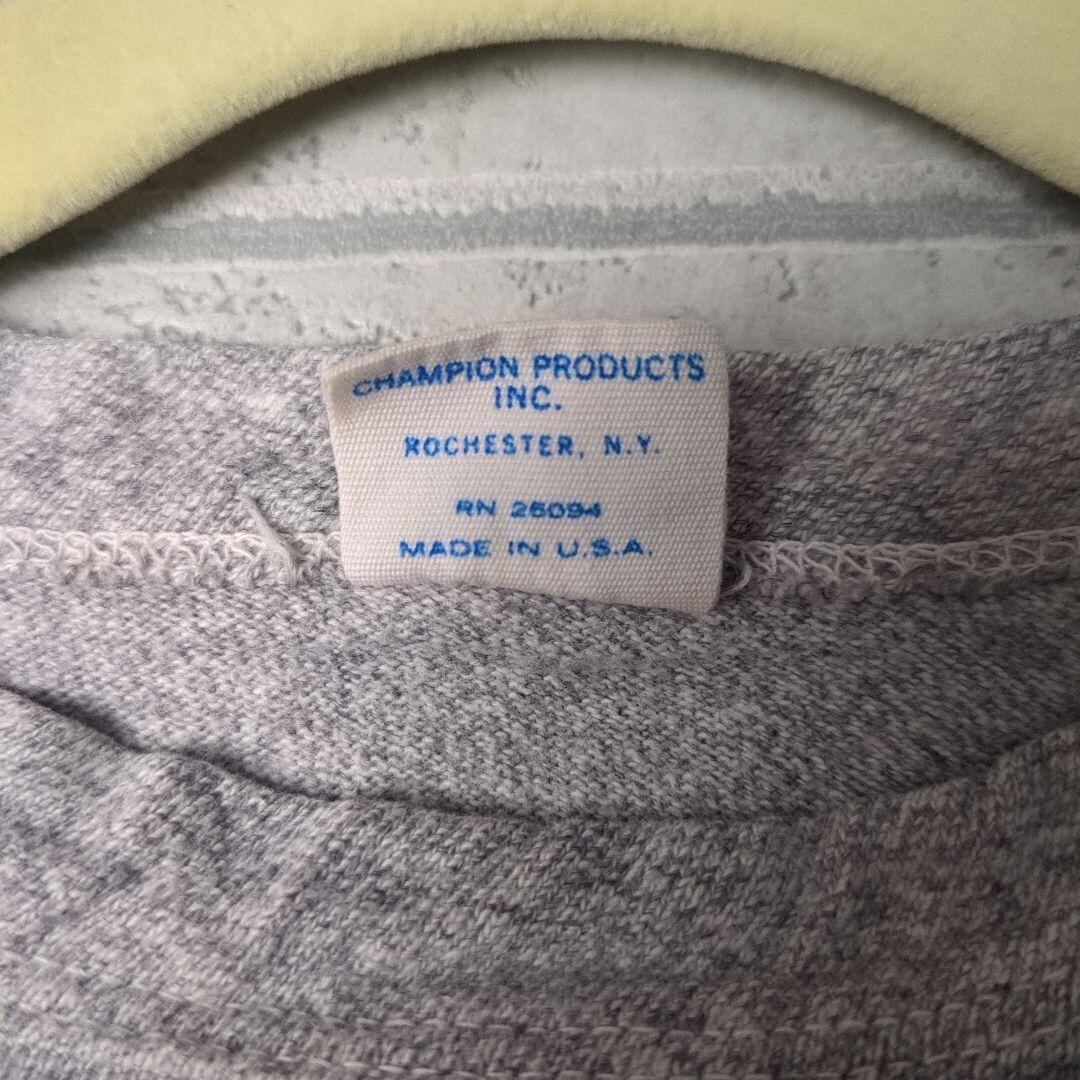 CHAMPION PRODUCTS
INC.
ROCHESTER, N.Y.
RN 26094
MADE IN U.S.A.